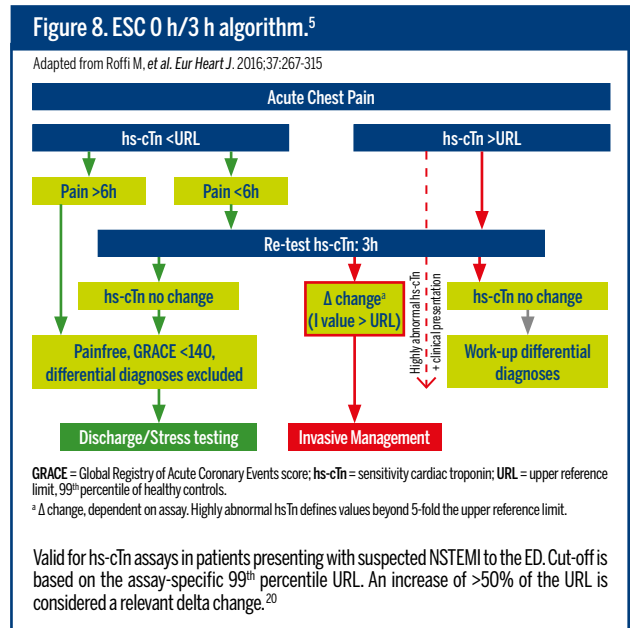 Figure 8. ESC 0 h/3 h algorithm.5
Adapted from Roffi M, et al. Eur Heart J. 2016;37:267-315
Acute Chest Pain
hs-cTn <URL
hs-cTn >URL
Pain >6h
Pain <6h
Re-test hs-cTn: 3h
hs-cTn no change
Δ changeª
(I value > URL)
Highly abnormal hs-cTn
+ clinical presentation
hs-cTn no change
Painfree, GRACE <140,
differential diagnoses excluded
Work-up differential
diagnoses
Discharge/Stress testing
Invasive Management
GRACE = Global Registry of Acute Coronary Events score; hs-cTn = sensitivity cardiac troponin; URL = upper reference
limit, 99th percentile of healthy controls.
ª Δ change, dependent on assay. Highly abnormal hsTn defines values beyond 5-fold the upper reference limit.
Valid for hs-cTn assays in patients presenting with suspected NSTEMI to the ED. Cut-off is
based on the assay-specific 99th percentile URL. An increase of >50% of the URL is
considered a relevant delta change.20